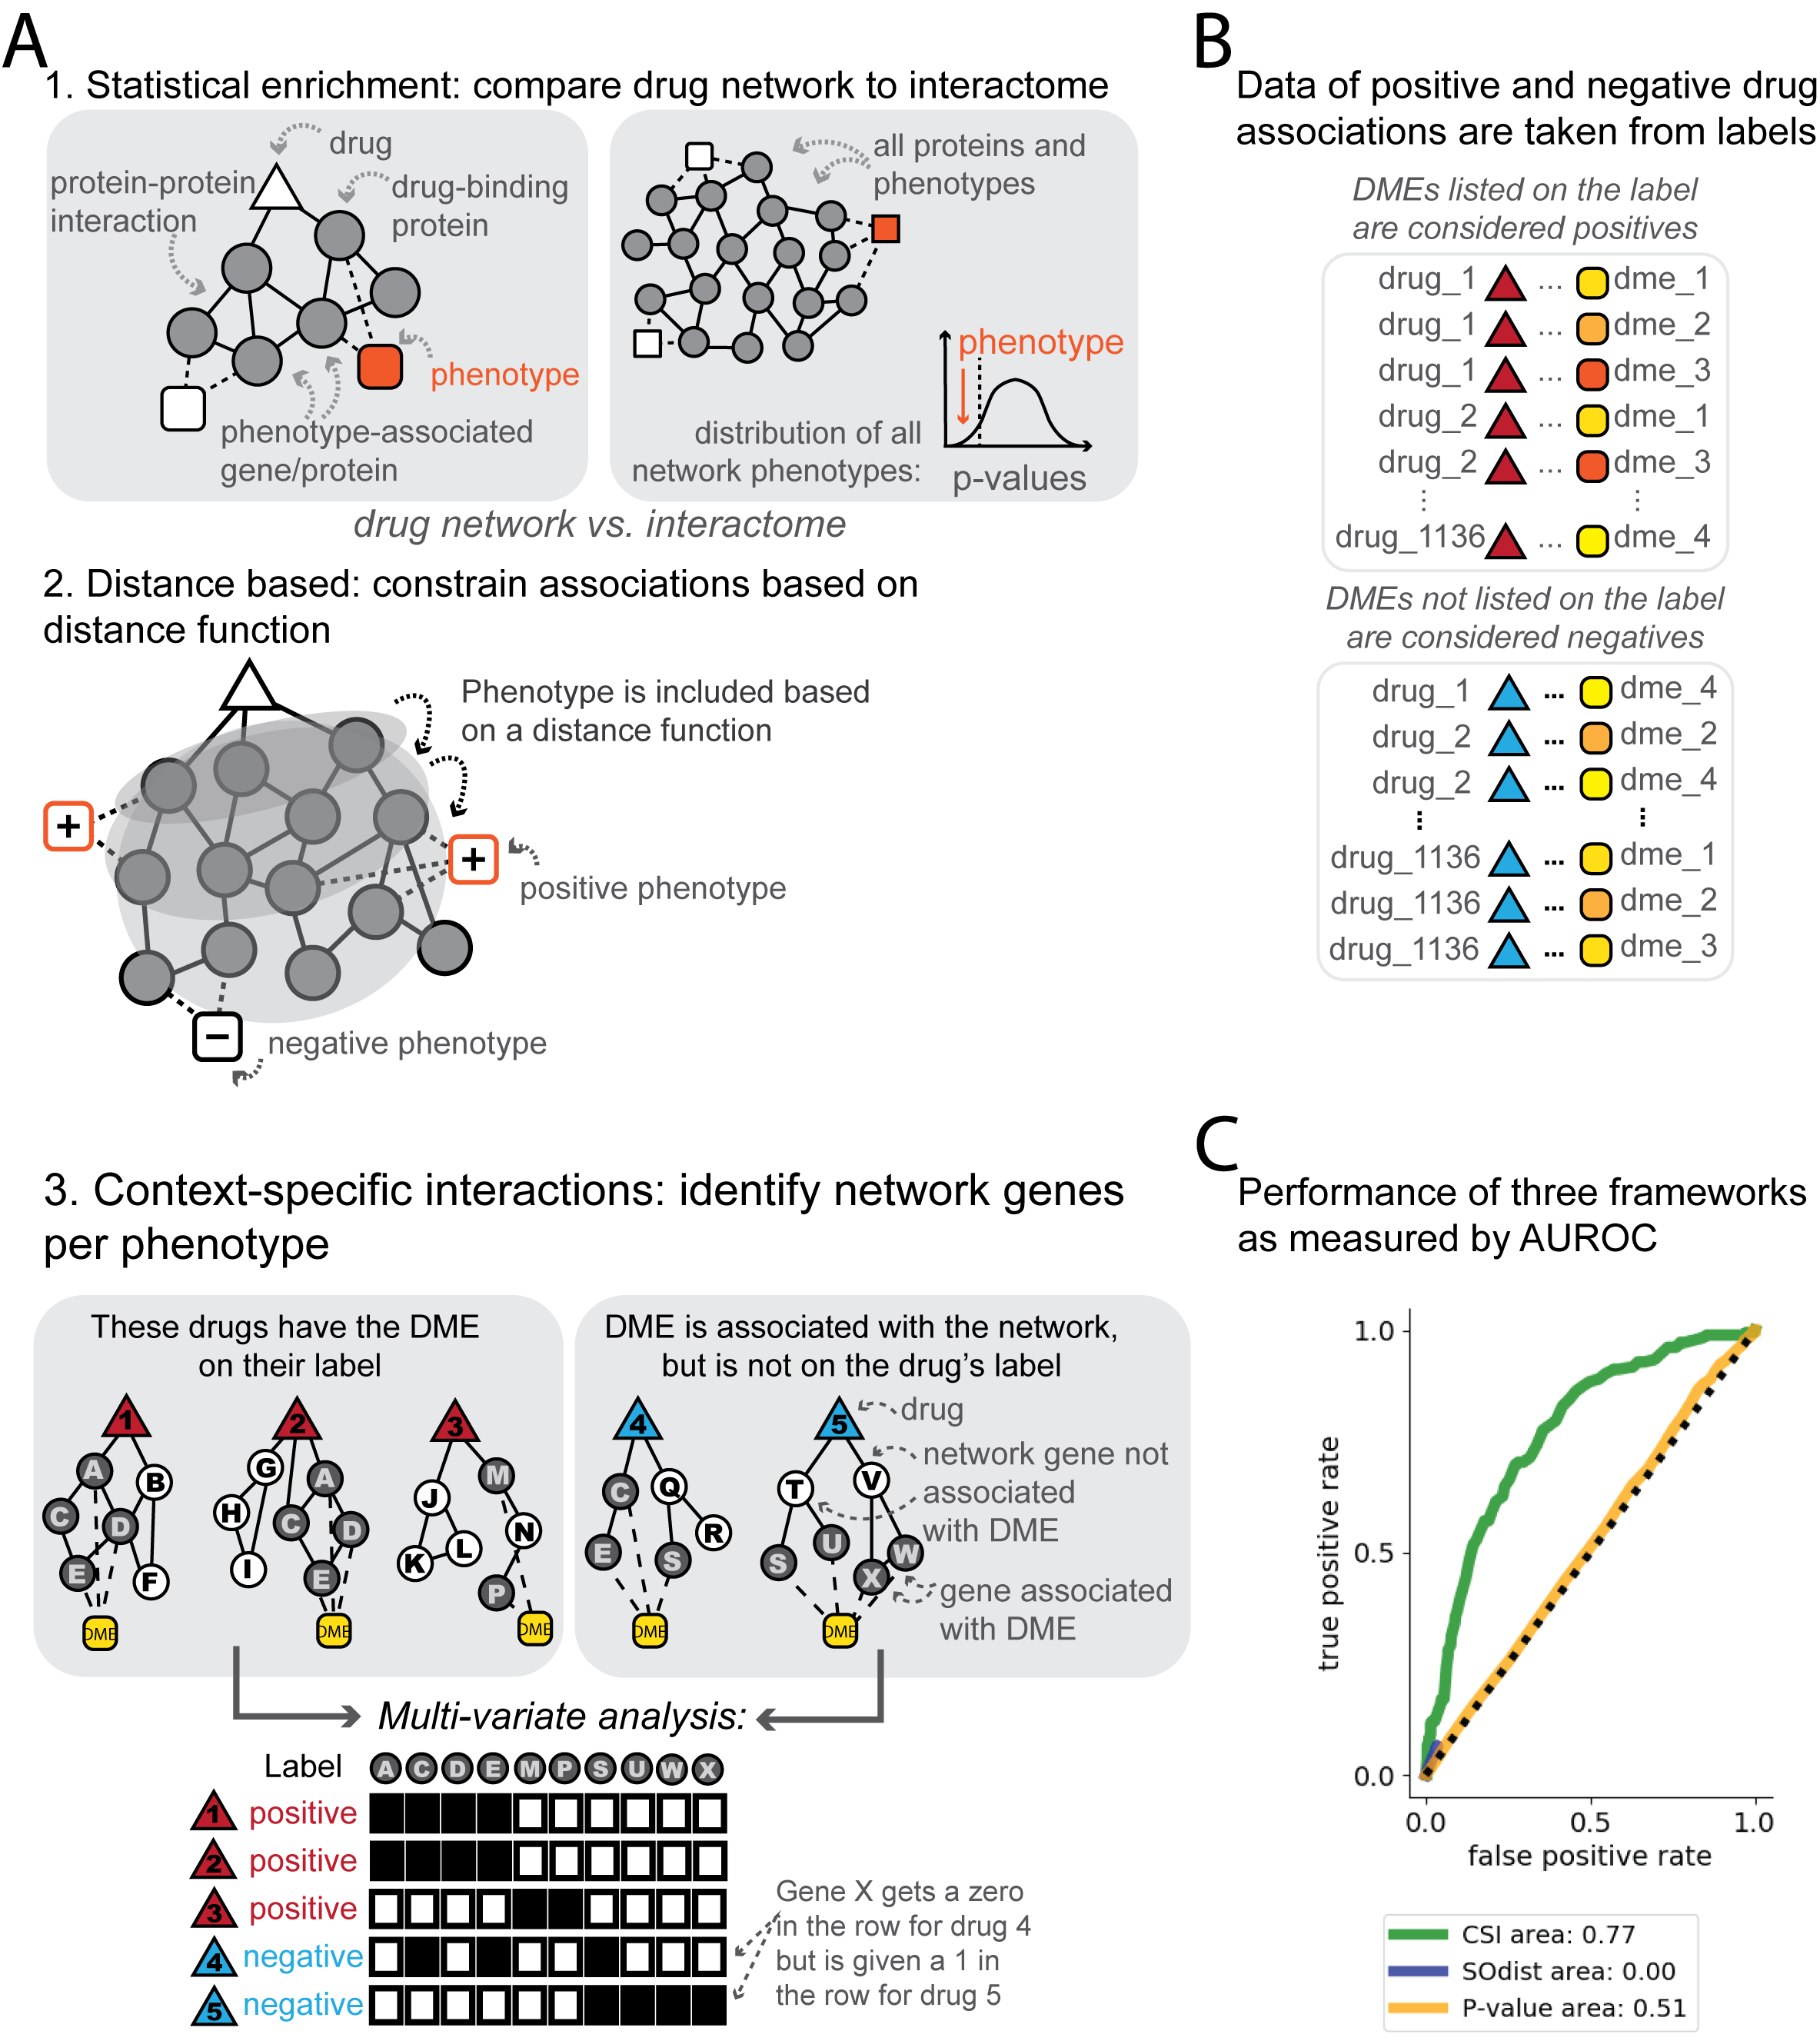 A
1. Statistical enrichment: compare drug network to interactome
drug
protein-protein
interaction
drug-binding
protein
phenotype
phenotype-associated
gene/protein
all proteins and
phenotypes
phenotype
distribution of all
network phenotypes:
p-values
drug network vs. interactome
2. Distance based: constrain associations based on
distance function
Phenotype is included based
on a distance function
+
+
positive phenotype
−
negative phenotype
3. Context-specific interactions: identify network genes
per phenotype
These drugs have the DME
on their label
1
A
B
C
D
E
F
DME
2
G
A
H
C
D
I
E
DME
3
M
J
N
L
K
P
DME
DME is associated with the network,
but is not on the drug's label
4
C
Q
R
E
S
DME
5
T
V
U
W
S
X
DME
drug
network gene not
associated
with DME
gene associated
with DME
Multi-variate analysis:
Label A C D E M P S U W X
1 positive
2 positive
3 positive
4 negative
5 negative
Gene X gets a zero
in the row for drug 4
but is given a 1 in
the row for drug 5
B
Data of positive and negative drug
associations are taken from labels
DMEs listed on the label
are considered positives
drug_1 ... dme_1
drug_1 ... dme_2
drug_1 ... dme_3
drug_2 ... dme_1
drug_2 ... dme_3
⋮ ⋮
drug_1136 ... dme_4
DMEs not listed on the label
are considered negatives
drug_1 ... dme_4
drug_2 ... dme_2
drug_2 ... dme_4
⋮ ⋮
drug_1136 ... dme_1
drug_1136 ... dme_2
drug_1136 ... dme_3
C
Performance of three frameworks
as measured by AUROC
true positive rate
1.0
0.5
0.0
0.0 0.5 1.0
false positive rate
CSI area: 0.77
SOdist area: 0.00
P-value area: 0.51